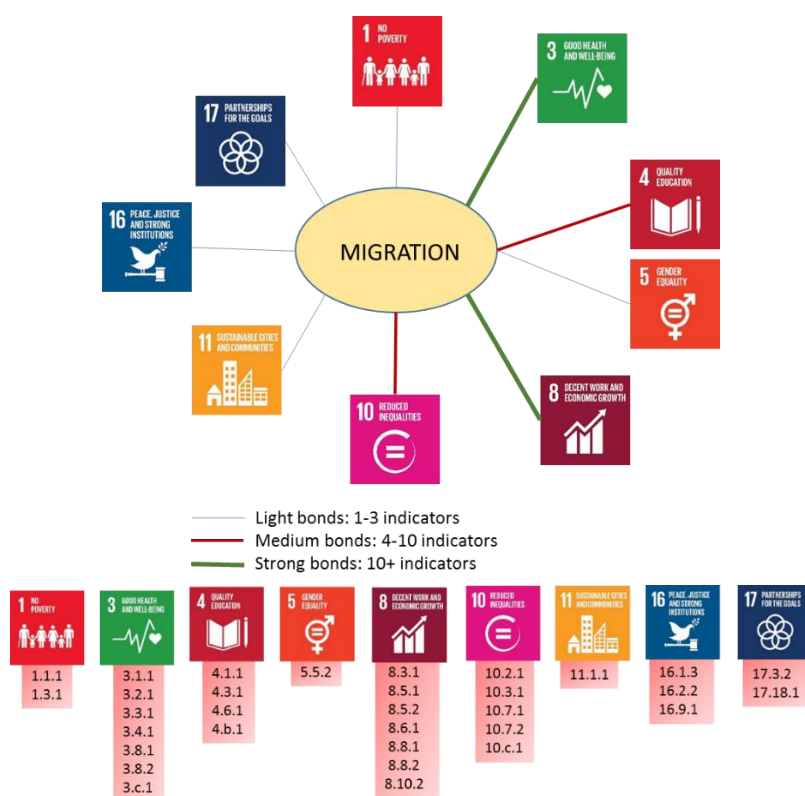 1 NO
POVERTY
3 GOOD HEALTH
AND WELL-BEING
17 PARTNERSHIPS
FOR THE GOALS
4 QUALITY
EDUCATION
16 PEACE, JUSTICE
AND STRONG
INSTITUTIONS
MIGRATION
5 GENDER
EQUALITY
11 SUSTAINABLE CITIES
AND COMMUNITIES
8 DECENT WORK AND
ECONOMIC GROWTH
10 REDUCED
INEQUALITIES
Light bonds: 1-3 indicators
Medium bonds: 4-10 indicators
Strong bonds: 10+ indicators
1 NO
POVERTY
1.1.1
1.3.1
3 GOOD HEALTH
AND WELL-BEING
3.1.1
3.2.1
3.3.1
3.4.1
3.8.1
3.8.2
3.c.1
4 QUALITY
EDUCATION
4.1.1
4.3.1
4.6.1
4.b.1
5 GENDER
EQUALITY
5.5.2
8 DECENT WORK AND
ECONOMIC GROWTH
8.3.1
8.5.1
8.5.2
8.6.1
8.8.1
8.8.2
8.10.2
10 REDUCED
INEQUALITIES
10.2.1
10.3.1
10.7.1
10.7.2
10.c.1
11 SUSTAINABLE CITIES
AND COMMUNITIES
11.1.1
16 PEACE, JUSTICE
AND STRONG
INSTITUTIONS
16.1.3
16.2.2
16.9.1
17 PARTNERSHIPS
FOR THE GOALS
17.3.2
17.18.1